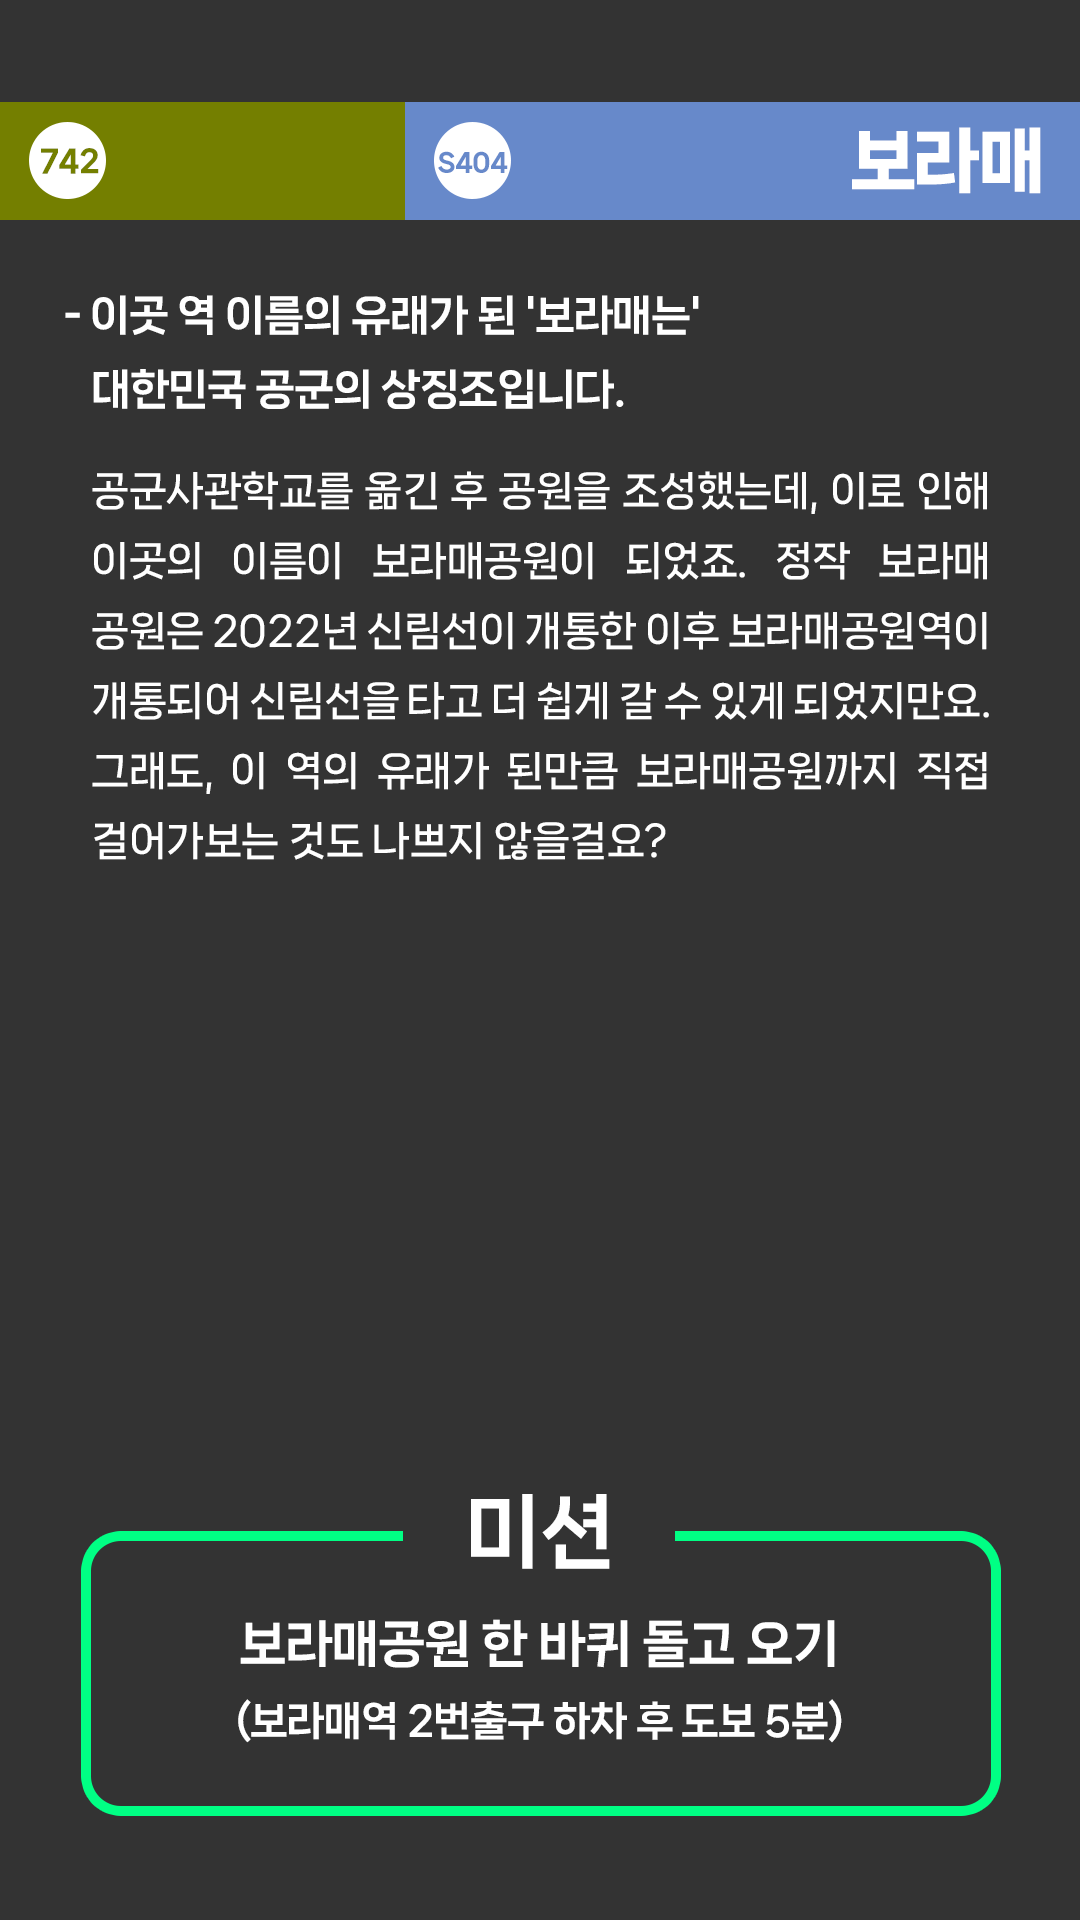 742 S404 보라매
- 이곳 역 이름의 유래가 된 '보라매는'
대한민국 공군의 상징조입니다.
공군사관학교를 옮긴 후 공원을 조성했는데, 이로 인해
이곳의 이름이 보라매공원이 되었죠. 정작 보라매
공원은 2022년 신림선이 개통한 이후 보라매공원역이
개통되어 신림선을 타고 더 쉽게 갈 수 있게 되었지만요.
그래도, 이 역의 유래가 된만큼 보라매공원까지 직접
걸어가보는 것도 나쁘지 않을걸요?
미션
보라매공원 한 바퀴 돌고 오기
(보라매역 2번출구 하차 후 도보 5분)